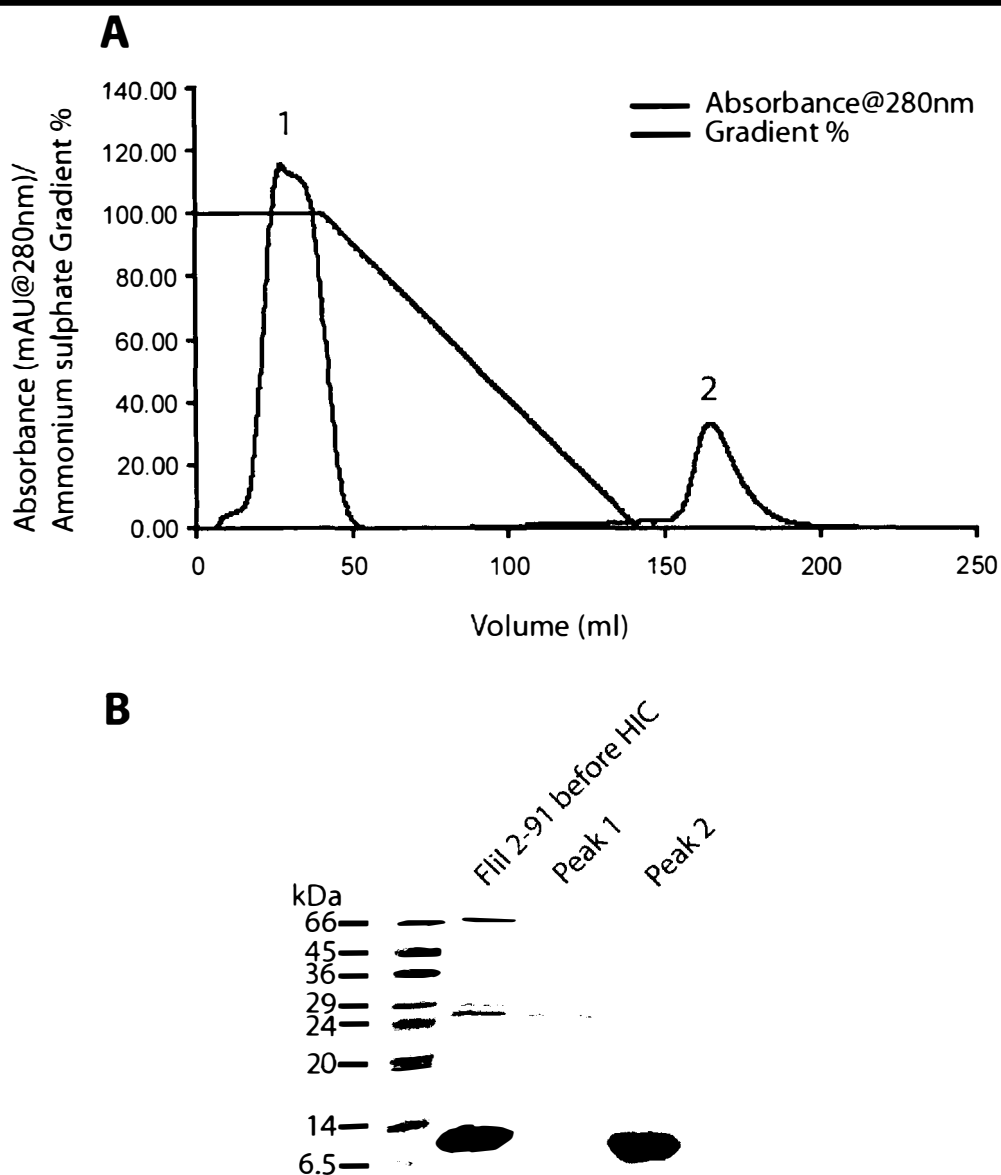 A
Absorbance (mAU@280nm)/
Ammonium sulphate Gradient %
140.00
120.00
100.00
80.00
60.00
40.00
20.00
0.00
1
2
Absorbance@280nm
Gradient %
0 50 100 150 200 250
Volume (ml)
B
FliI 2-91 before HIC
Peak 1
Peak 2
kDa
66
45
36
29
24
20
14
6.5